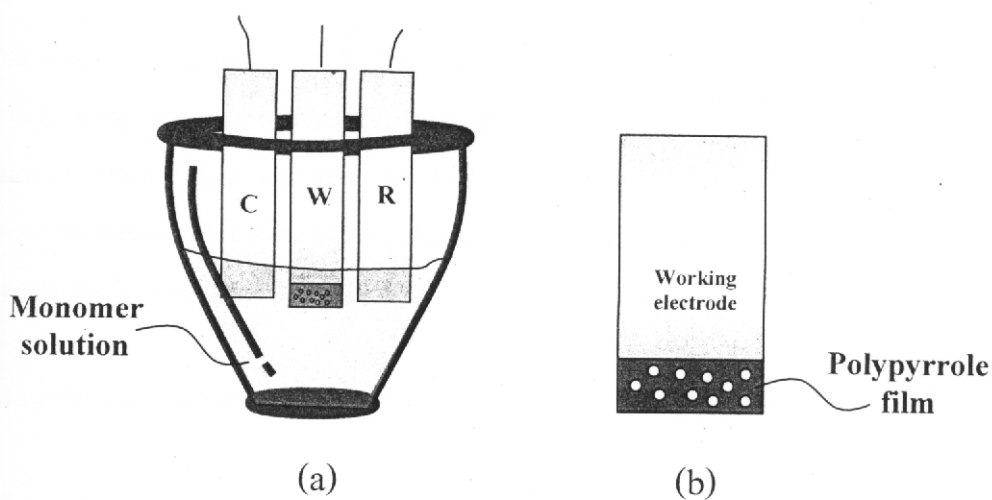 C
W
R
Monomer
solution
Working
electrode
Polypyrrole
film
(a)
(b)